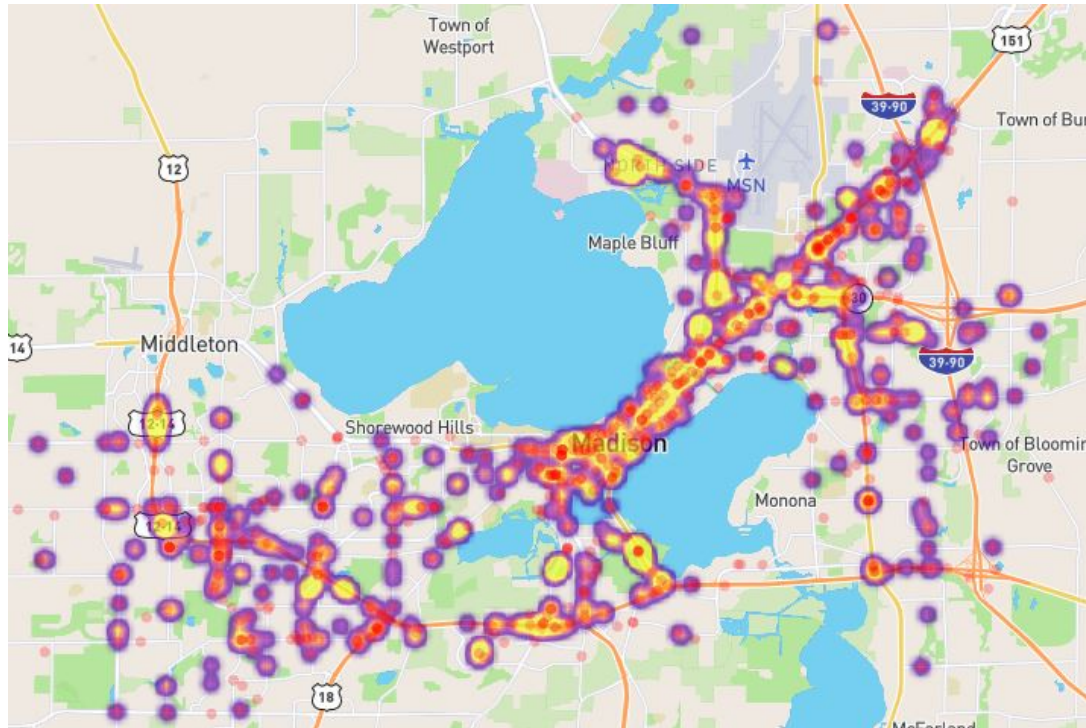 Town of
Westport
151
39-90
Town of Bur
12
NORTH SIDE
MSN
Maple Bluff
30
14
Middleton
39-90
12-14
Shorewood Hills
Madison
Town of Bloomin
Grove
Monona
12-14
18
McFarland